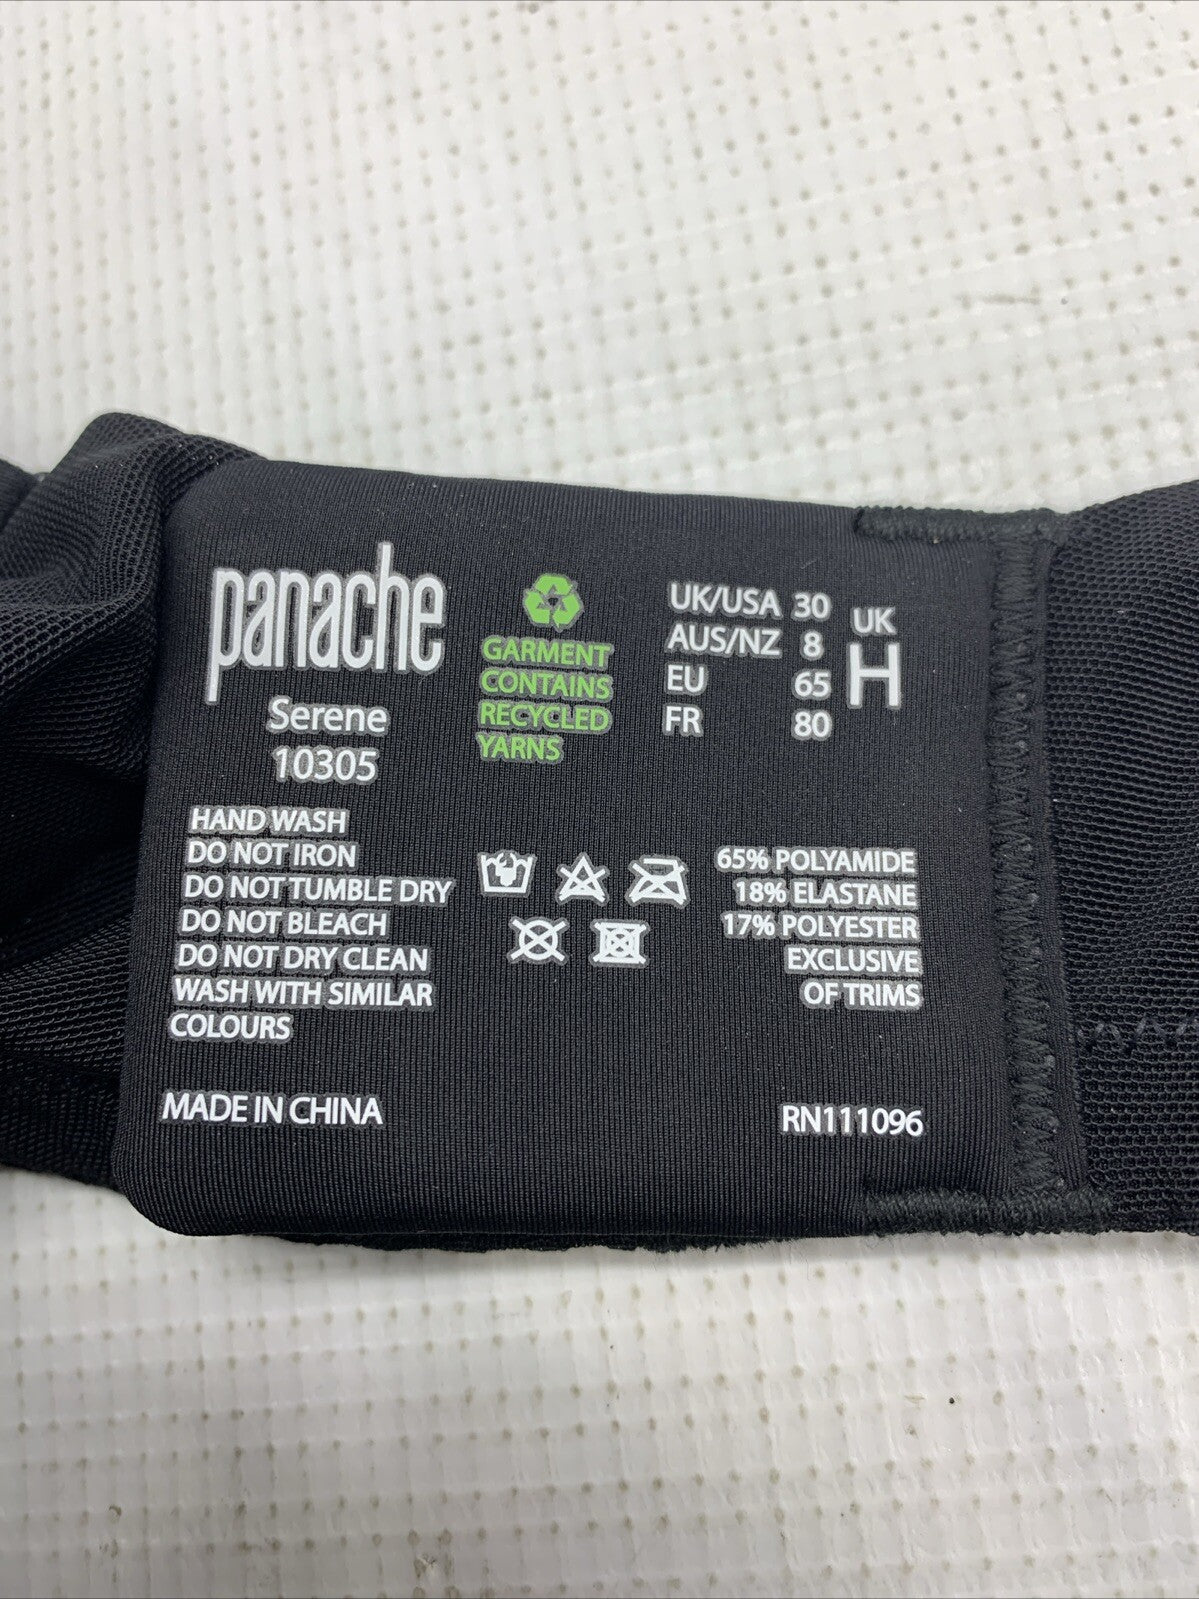 panache
Serene
10305
GARMENT
CONTAINS
RECYCLED
YARNS
UK/USA 30
AUS/NZ 8
EU 65
FR 80
UK
H
HAND WASH
DO NOT IRON
DO NOT TUMBLE DRY
DO NOT BLEACH
DO NOT DRY CLEAN
WASH WITH SIMILAR
COLOURS
65% POLYAMIDE
18% ELASTANE
17% POLYESTER
EXCLUSIVE
OF TRIMS
MADE IN CHINA
RN111096